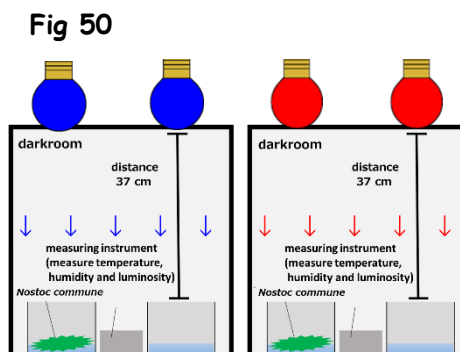 Fig 50
darkroom
distance
37 cm
measuring instrument
(measure temperature,
humidity and luminosity)
Nostoc commune
darkroom
distance
37 cm
measuring instrument
(measure temperature,
humidity and luminosity)
Nostoc commune